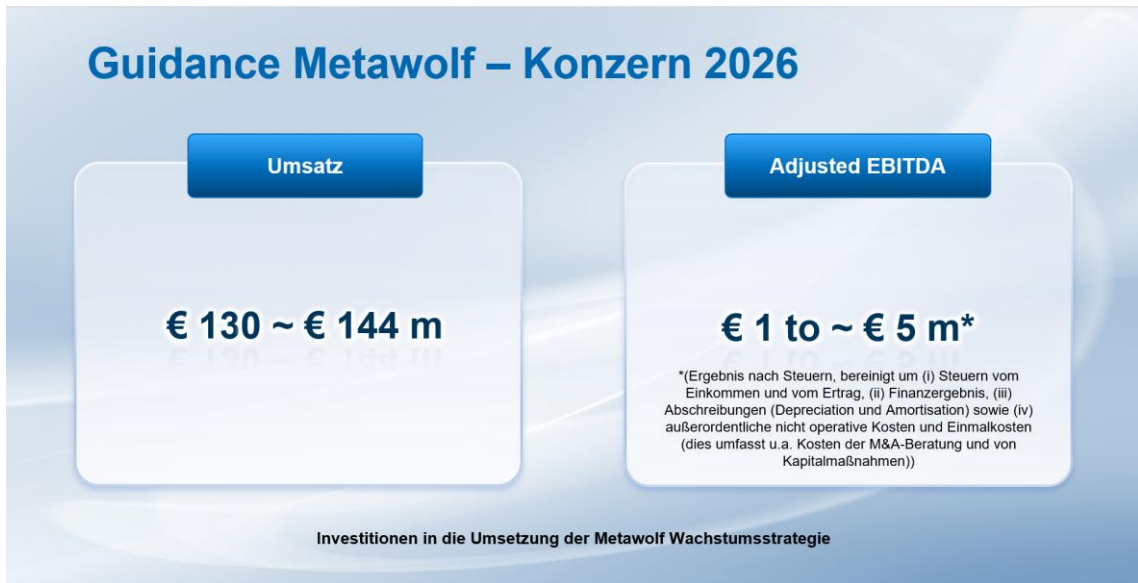 Guidance Metawolf – Konzern 2026
Umsatz
€ 130 ~ € 144 m
Adjusted EBITDA
€ 1 to ~ € 5 m*
*(Ergebnis nach Steuern, bereinigt um (i) Steuern vom
Einkommen und vom Ertrag, (ii) Finanzergebnis, (iii)
Abschreibungen (Depreciation und Amortisation) sowie (iv)
außerordentliche nicht operative Kosten und Einmalkosten
(dies umfasst u.a. Kosten der M&A-Beratung und von
Kapitalmaßnahmen))
Investitionen in die Umsetzung der Metawolf Wachstumsstrategie